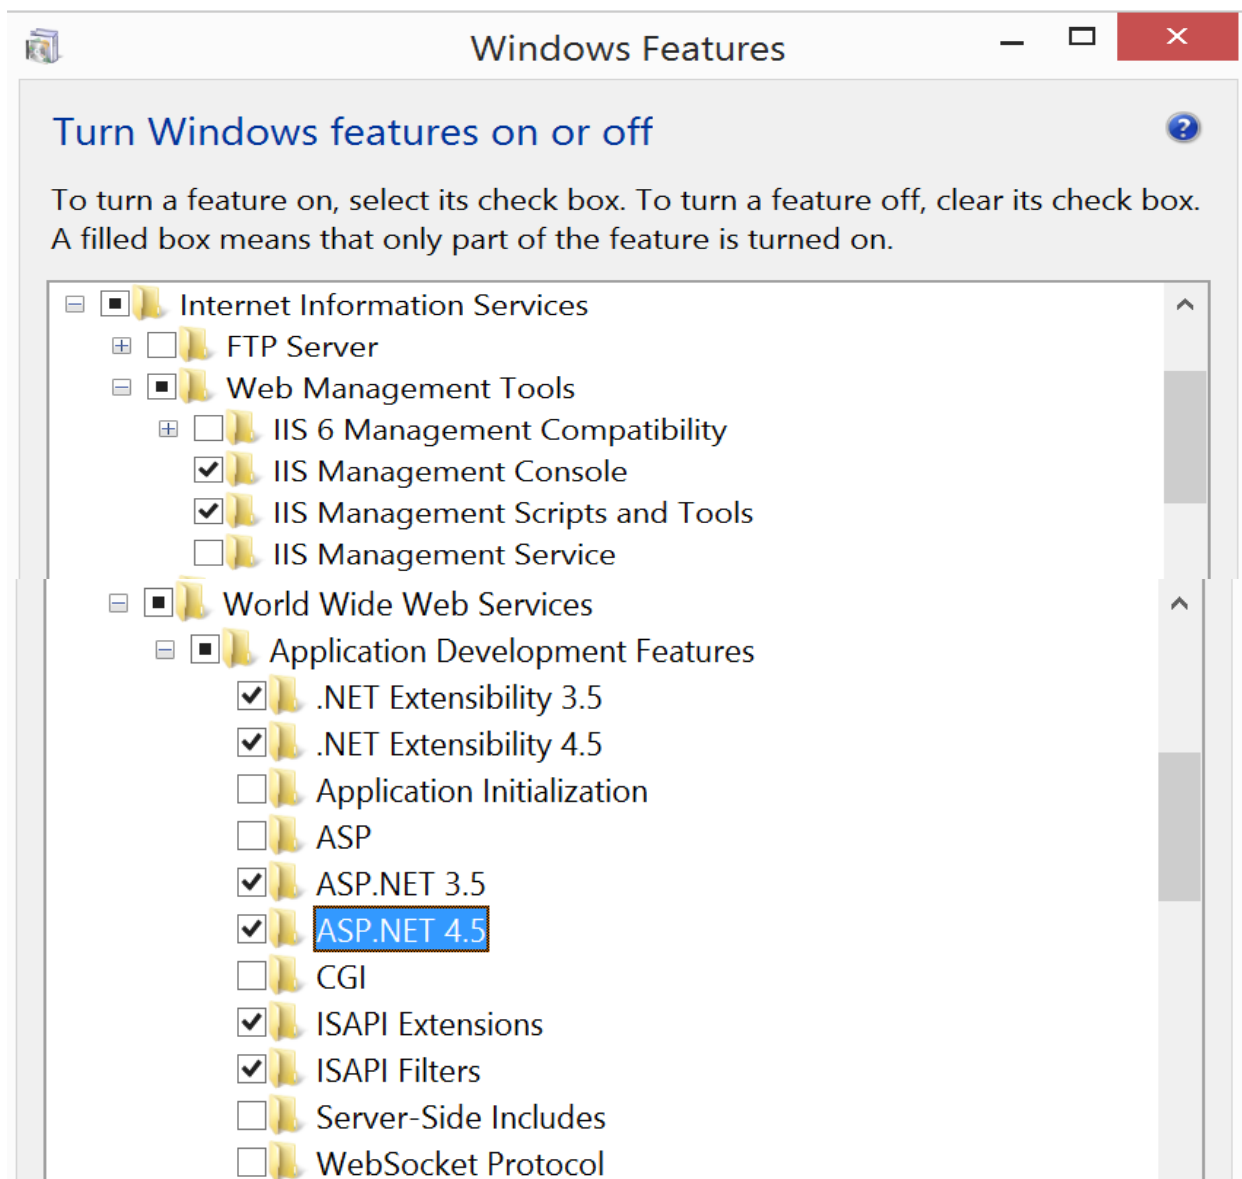 Windows Features
Turn Windows features on or off
To turn a feature on, select its check box. To turn a feature off, clear its check box.
A filled box means that only part of the feature is turned on.
Internet Information Services
FTP Server
Web Management Tools
IIS 6 Management Compatibility
IIS Management Console
IIS Management Scripts and Tools
IIS Management Service
World Wide Web Services
Application Development Features
.NET Extensibility 3.5
.NET Extensibility 4.5
Application Initialization
ASP
ASP.NET 3.5
ASP.NET 4.5
CGI
ISAPI Extensions
ISAPI Filters
Server-Side Includes
WebSocket Protocol